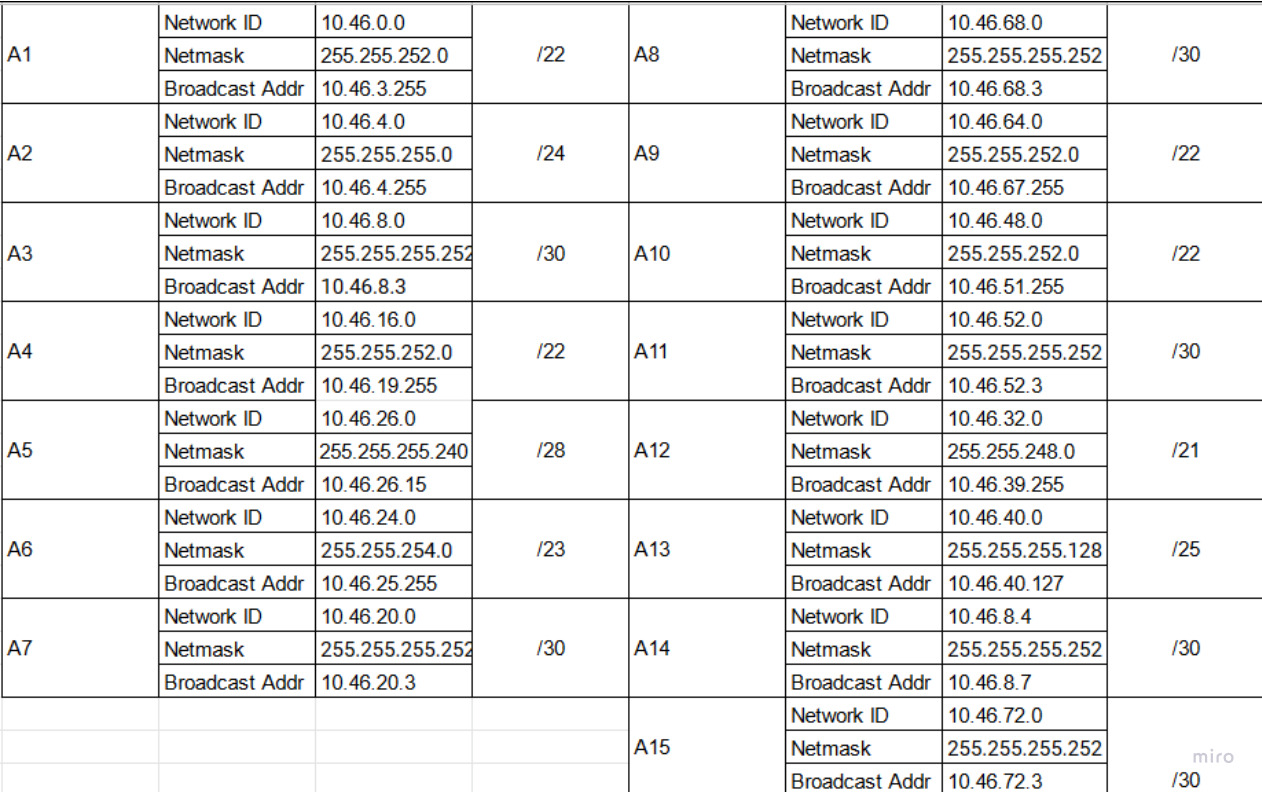 Network ID 10.46.0.0 Network ID 10.46.68.0
A1 Netmask 255.255.252.0 /22 A8 Netmask 255.255.255.252 /30
Broadcast Addr 10.46.3.255 Broadcast Addr 10.46.68.3
Network ID 10.46.4.0 Network ID 10.46.64.0
A2 Netmask 255.255.255.0 /24 A9 Netmask 255.255.252.0 /22
Broadcast Addr 10.46.4.255 Broadcast Addr 10.46.67.255
Network ID 10.46.8.0 Network ID 10.46.48.0
A3 Netmask 255.255.255.252 /30 A10 Netmask 255.255.252.0 /22
Broadcast Addr 10.46.8.3 Broadcast Addr 10.46.51.255
Network ID 10.46.16.0 Network ID 10.46.52.0
A4 Netmask 255.255.252.0 /22 A11 Netmask 255.255.255.252 /30
Broadcast Addr 10.46.19.255 Broadcast Addr 10.46.52.3
Network ID 10.46.26.0 Network ID 10.46.32.0
A5 Netmask 255.255.255.240 /28 A12 Netmask 255.255.248.0 /21
Broadcast Addr 10.46.26.15 Broadcast Addr 10.46.39.255
Network ID 10.46.24.0 Network ID 10.46.40.0
A6 Netmask 255.255.254.0 /23 A13 Netmask 255.255.255.128 /25
Broadcast Addr 10.46.25.255 Broadcast Addr 10.46.40.127
Network ID 10.46.20.0 Network ID 10.46.8.4
A7 Netmask 255.255.255.252 /30 A14 Netmask 255.255.255.252 /30
Broadcast Addr 10.46.20.3 Broadcast Addr 10.46.8.7
Network ID 10.46.72.0
A15 Netmask 255.255.255.252 miro
Broadcast Addr 10.46.72.3 /30